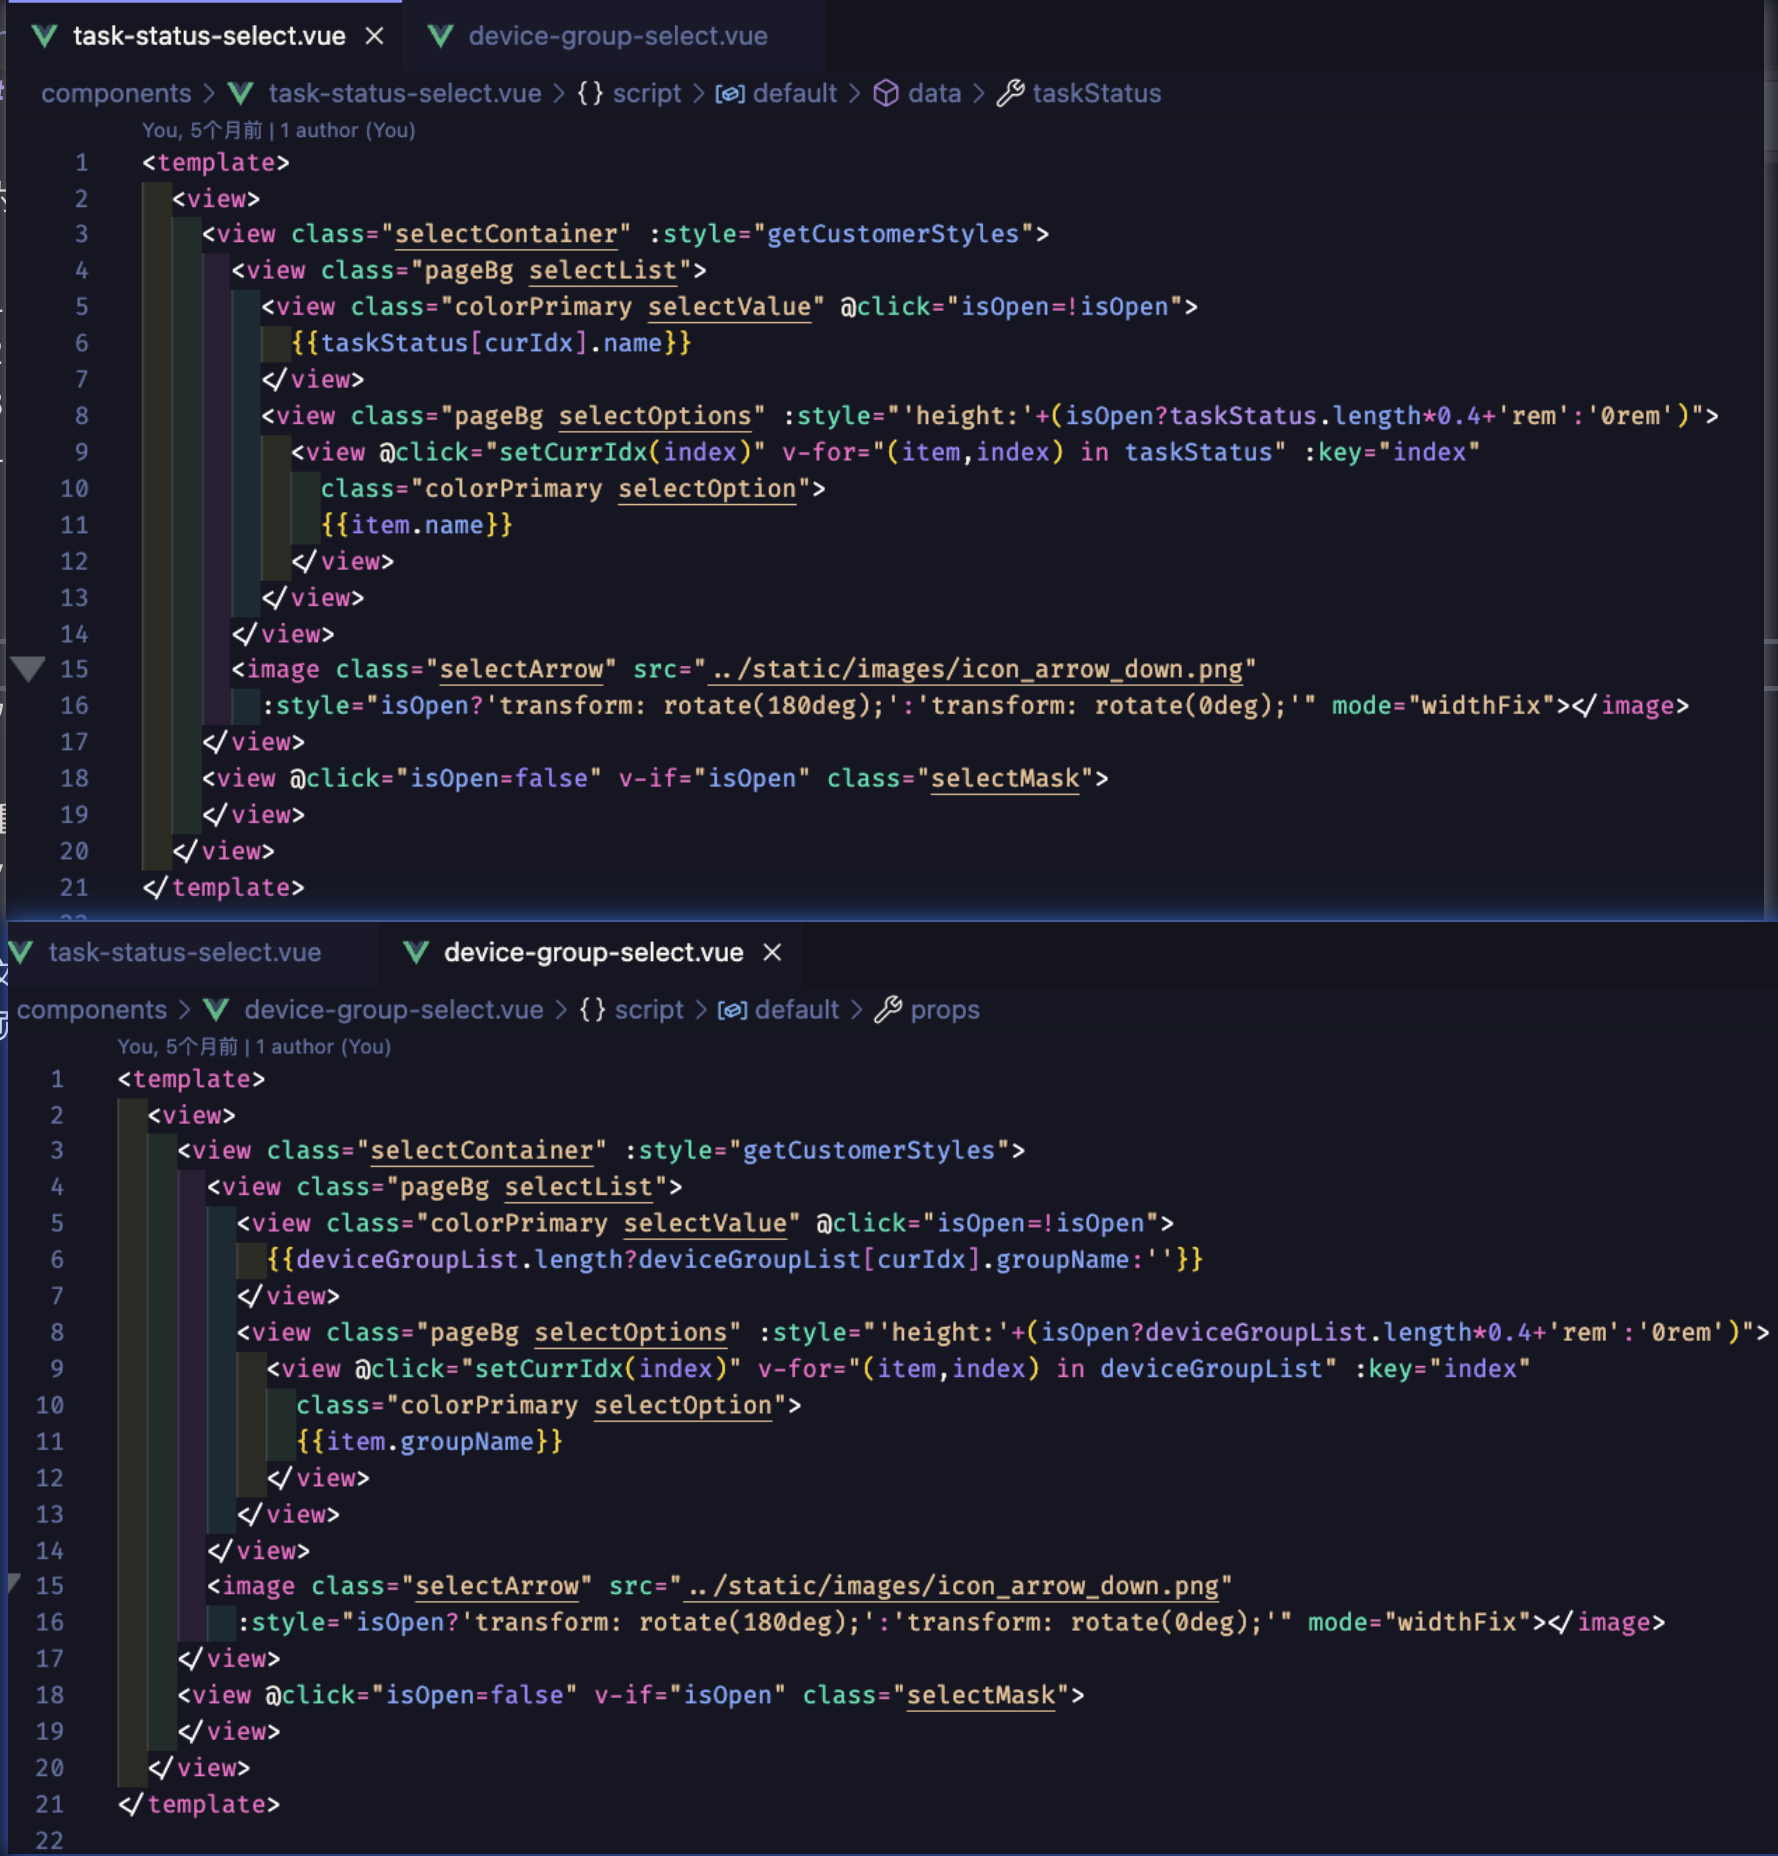 task-status-select.vue × device-group-select.vue
components > task-status-select.vue > {} script > default > data > taskStatus
You, 5个月前 | 1 author (You)
1 <template>
2 <view>
3 <view class="selectContainer" :style="getCustomerStyles">
4 <view class="pageBg selectList">
5 <view class="colorPrimary selectValue" @click="isOpen=!isOpen">
6 {{taskStatus[curIdx].name}}
7 </view>
8 <view class="pageBg selectOptions" :style="'height:'+(isOpen?taskStatus.length*0.4+'rem':'0rem')">
9 <view @click="setCurrIdx(index)" v-for="(item,index) in taskStatus" :key="index"
10 class="colorPrimary selectOption">
11 {{item.name}}
12 </view>
13 </view>
14 </view>
15 <image class="selectArrow" src="../static/images/icon_arrow_down.png"
16 :style="isOpen?'transform: rotate(180deg);':'transform: rotate(0deg);'" mode="widthFix"></image>
17 </view>
18 <view @click="isOpen=false" v-if="isOpen" class="selectMask">
19 </view>
20 </view>
21 </template>
task-status-select.vue device-group-select.vue ×
components > device-group-select.vue > {} script > default > props
You, 5个月前 | 1 author (You)
1 <template>
2 <view>
3 <view class="selectContainer" :style="getCustomerStyles">
4 <view class="pageBg selectList">
5 <view class="colorPrimary selectValue" @click="isOpen=!isOpen">
6 {{deviceGroupList.length?deviceGroupList[curIdx].groupName:''}}
7 </view>
8 <view class="pageBg selectOptions" :style="'height:'+(isOpen?deviceGroupList.length*0.4+'rem':'0rem')">
9 <view @click="setCurrIdx(index)" v-for="(item,index) in deviceGroupList" :key="index"
10 class="colorPrimary selectOption">
11 {{item.groupName}}
12 </view>
13 </view>
14 </view>
15 <image class="selectArrow" src="../static/images/icon_arrow_down.png"
16 :style="isOpen?'transform: rotate(180deg);':'transform: rotate(0deg);'" mode="widthFix"></image>
17 </view>
18 <view @click="isOpen=false" v-if="isOpen" class="selectMask">
19 </view>
20 </view>
21 </template>
22